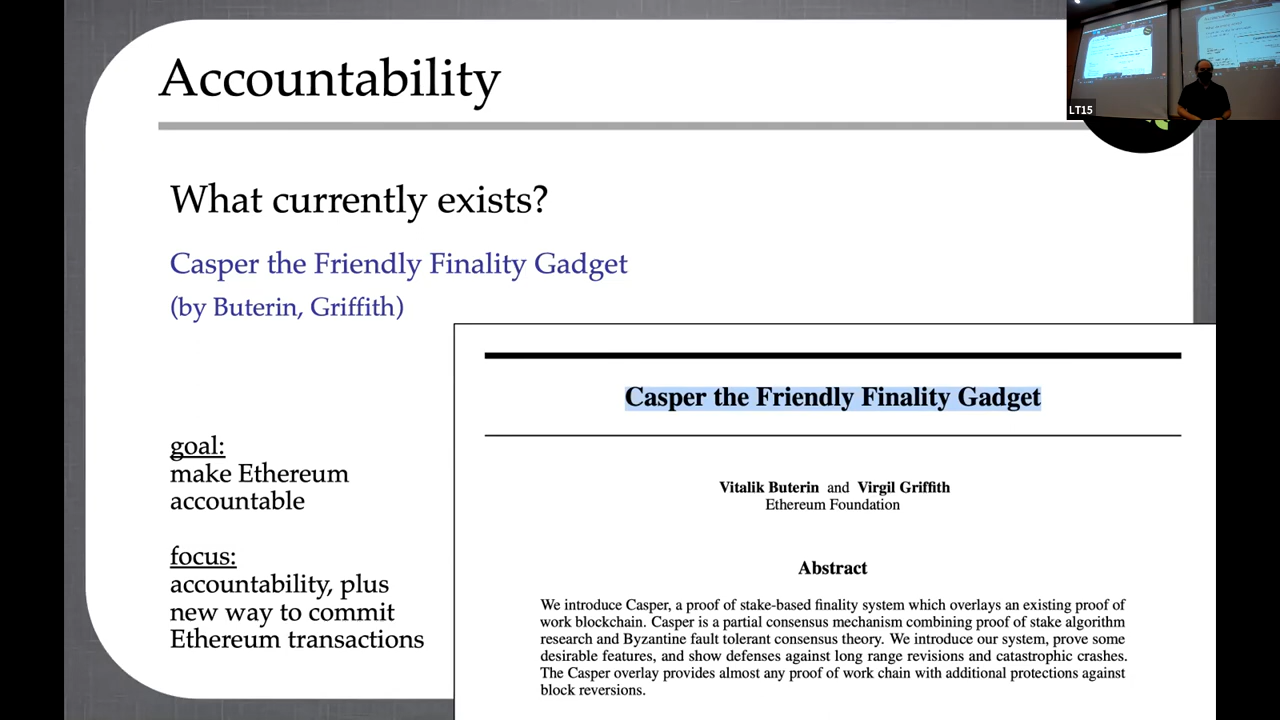 Accountability
LT15
What currently exists?
Casper the Friendly Finality Gadget
(by Buterin, Griffith)
goal:
make Ethereum
accountable
focus:
accountability, plus
new way to commit
Ethereum transactions
Casper the Friendly Finality Gadget
Vitalik Buterin and Virgil Griffith
Ethereum Foundation
Abstract
We introduce Casper, a proof of stake-based finality system which overlays an existing proof of
work blockchain. Casper is a partial consensus mechanism combining proof of stake algorithm
research and Byzantine fault tolerant consensus theory. We introduce our system, prove some
desirable features, and show defenses against long range revisions and catastrophic crashes.
The Casper overlay provides almost any proof of work chain with additional protections against
block reversions.